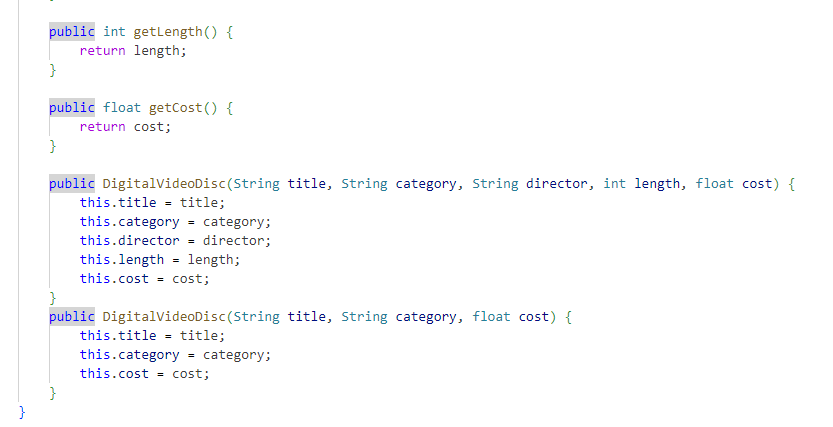 public int getLength() {
    return length;
}
public float getCost() {
    return cost;
}
public DigitalVideoDisc(String title, String category, String director, int length, float cost) {
    this.title = title;
    this.category = category;
    this.director = director;
    this.length = length;
    this.cost = cost;
}
public DigitalVideoDisc(String title, String category, float cost) {
    this.title = title;
    this.category = category;
    this.cost = cost;
}
}